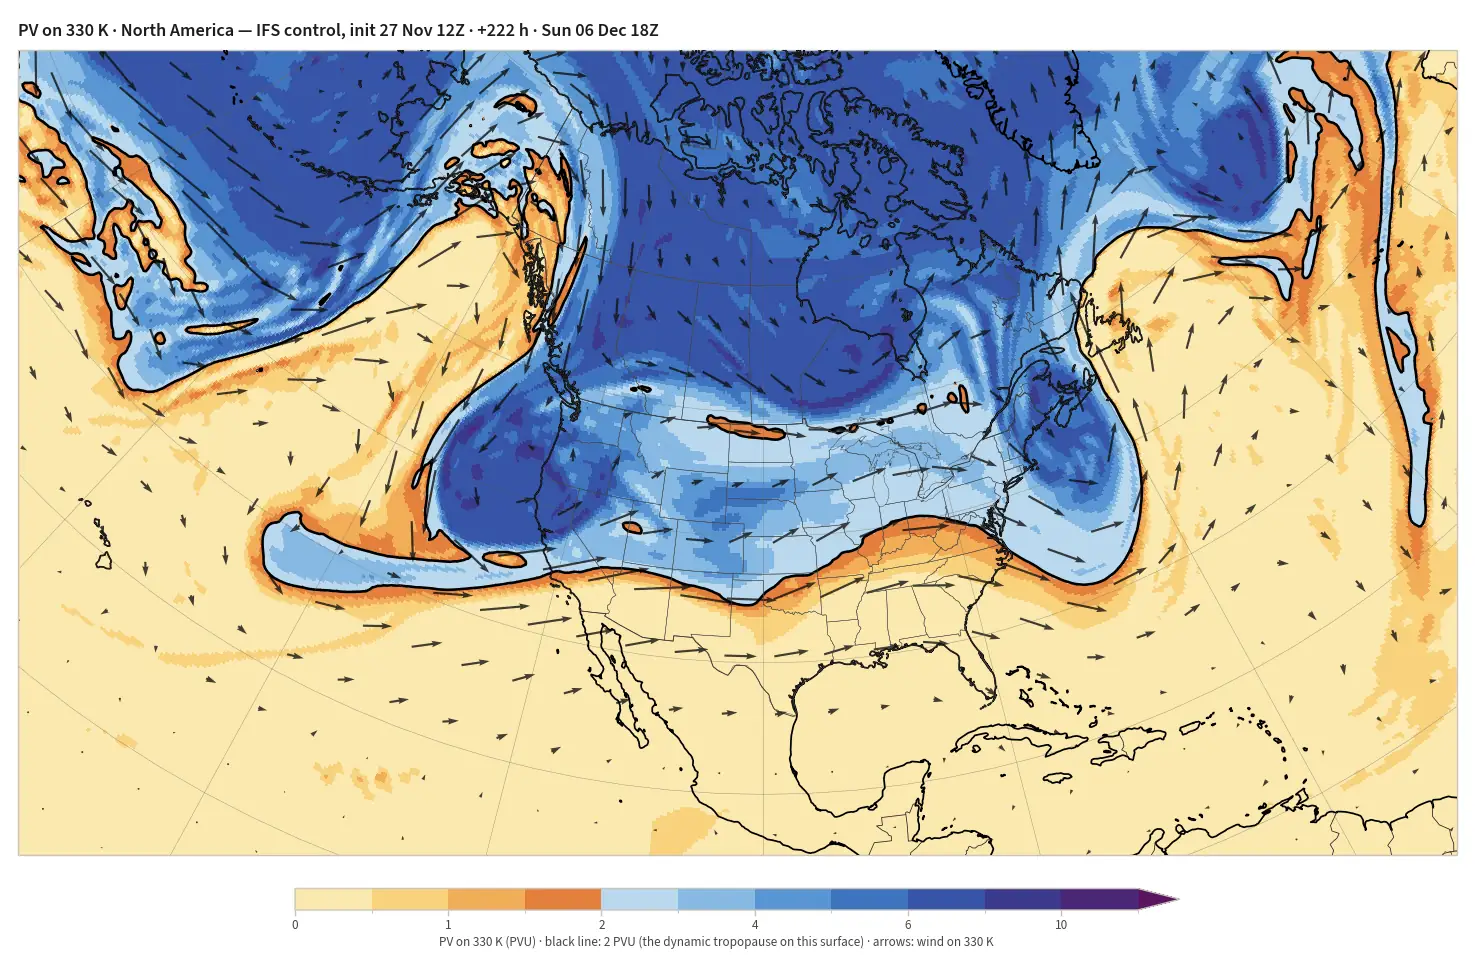 PV on 330 K · North America — IFS control, init 27 Nov 12Z · +222 h · Sun 06 Dec 18Z
0 1 2 4 6 10
PV on 330 K (PVU) · black line: 2 PVU (the dynamic tropopause on this surface) · arrows: wind on 330 K